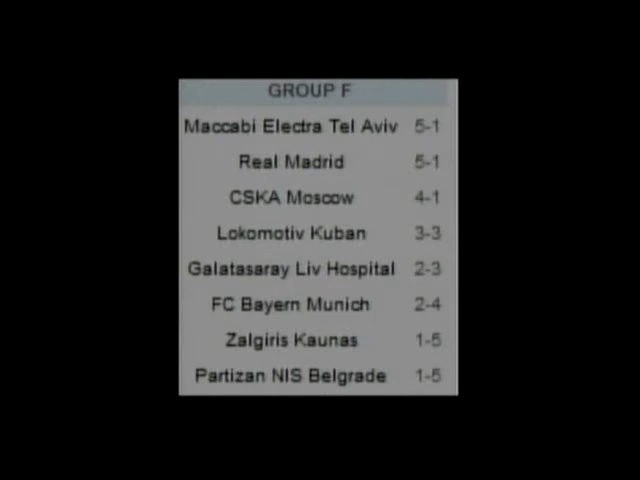 GROUP F
Maccabi Electra Tel Aviv 5-1
Real Madrid 5-1
CSKA Moscow 4-1
Lokomotiv Kuban 3-3
Galatasaray Liv Hospital 2-3
FC Bayern Munich 2-4
Zalgiris Kaunas 1-5
Partizan NIS Belgrade 1-5